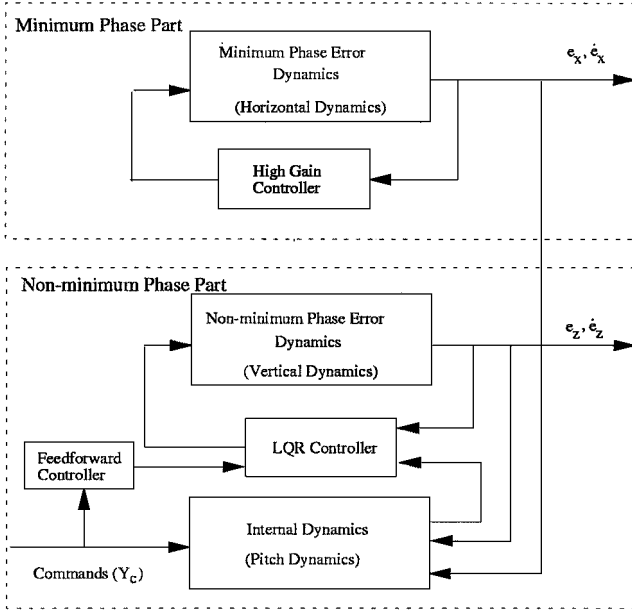 Minimum Phase Part
Minimum Phase Error
Dynamics
(Horizontal Dynamics)
e_x, ė_x
High Gain
Controller
Non-minimum Phase Part
Non-minimum Phase Error
Dynamics
(Vertical Dynamics)
e_z, ė_z
LQR Controller
Feedforward
Controller
Internal Dynamics
(Pitch Dynamics)
Commands (Y_c)